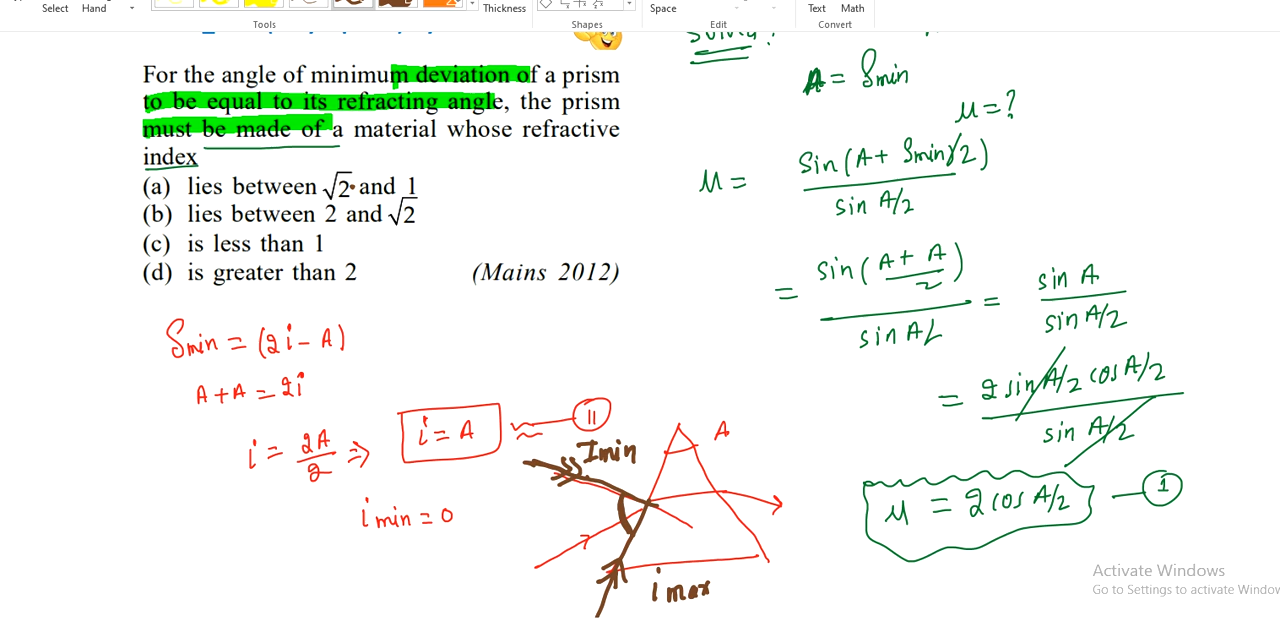 Select Hand Thickness Space Text Math
Tools Shapes Edit Convert
For the angle of minimum deviation of a prism
to be equal to its refracting angle, the prism
must be made of a material whose refractive
index
(a) lies between √2 and 1
(b) lies between 2 and √2
(c) is less than 1
(d) is greater than 2 (Mains 2012)
δmin = (2i - A)
A + A = 2i
i = 2A/2 ⇒ i = A
II
i min = 0
Imin
A
i max
A = δmin
μ = ?
μ = sin(A + δmin/2) / sin A/2
= sin(A + A / 2) / sin A/2 = sin A / sin A/2
= 2 sin A/2 cos A/2 / sin A/2
μ = 2 cos A/2 — 1
Activate Windows
Go to Settings to activate Window